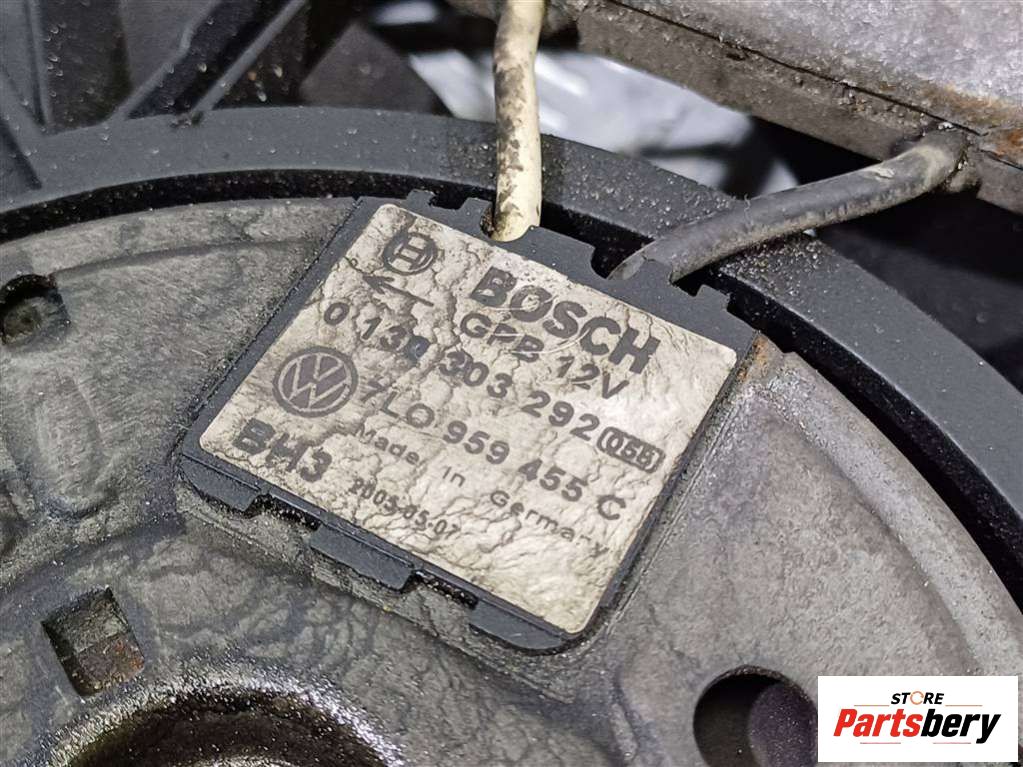 BOSCH
GPB 12V
0 130 303 292 055
7L0 959 455 C
Made in Germany
BH3 2005-05-07
STORE
Partsbery